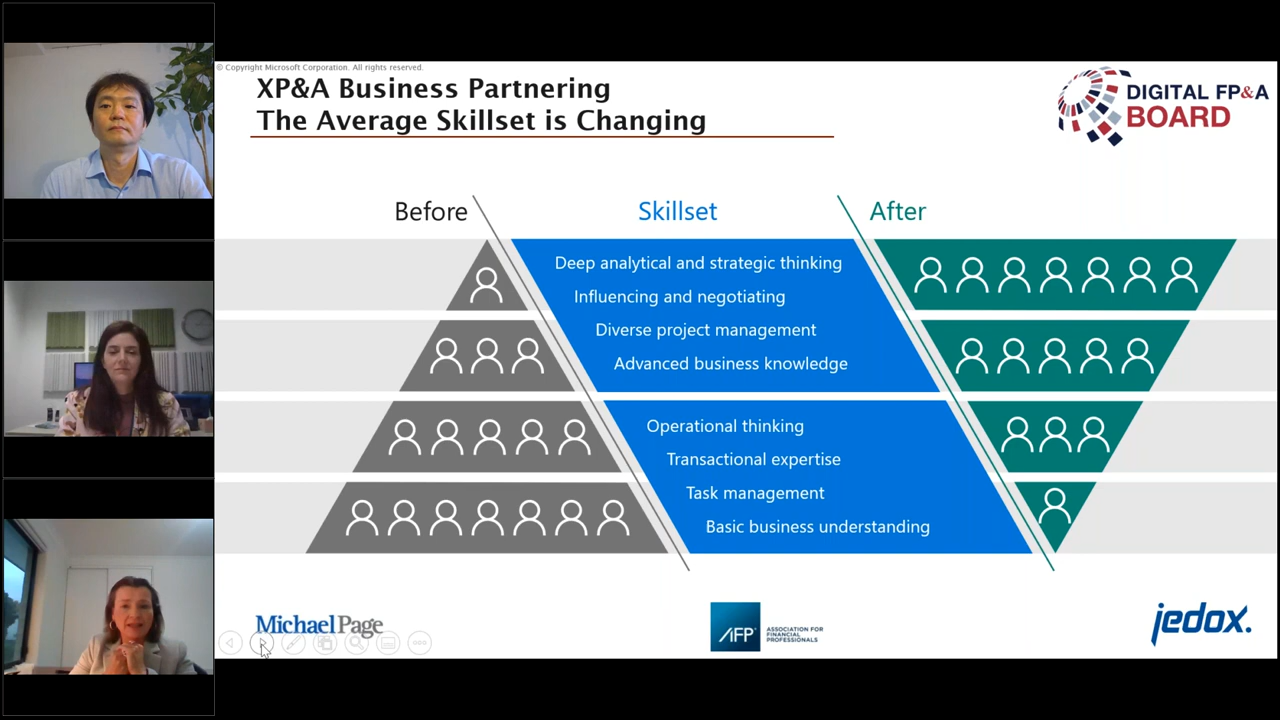 © Copyright Microsoft Corporation. All rights reserved.
XP&A Business Partnering
The Average Skillset is Changing
DIGITAL FP&A
BOARD
Before
Skillset
After
Deep analytical and strategic thinking
Influencing and negotiating
Diverse project management
Advanced business knowledge
Operational thinking
Transactional expertise
Task management
Basic business understanding
MichaelPage
AFP
ASSOCIATION FOR
FINANCIAL
PROFESSIONALS
jedox.